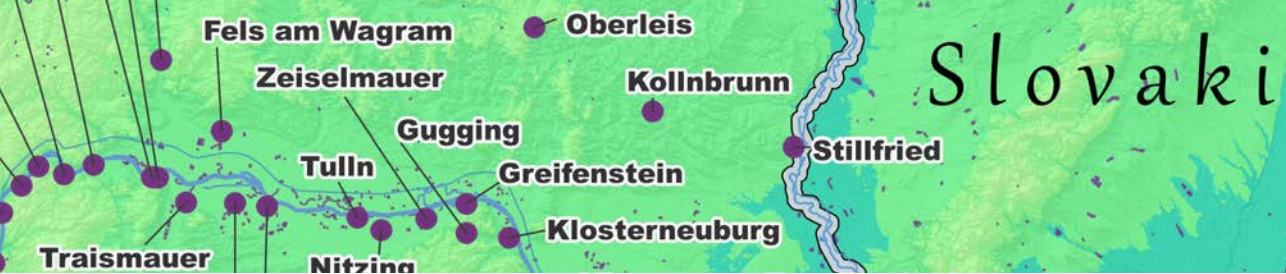 Oberleis
Fels am Wagram
Slovaki
Zeiselmauer
Kollnbrunn
Gugging
Stillfried
Tulln
Greifenstein
Klosterneuburg
Traismauer
Nitzing